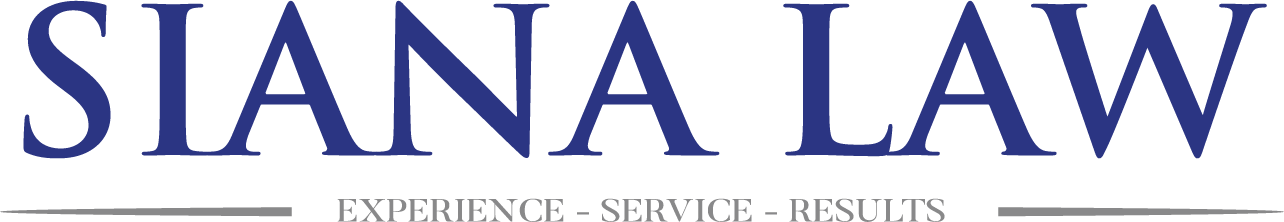 SIANA LAW
EXPERIENCE - SERVICE - RESULTS